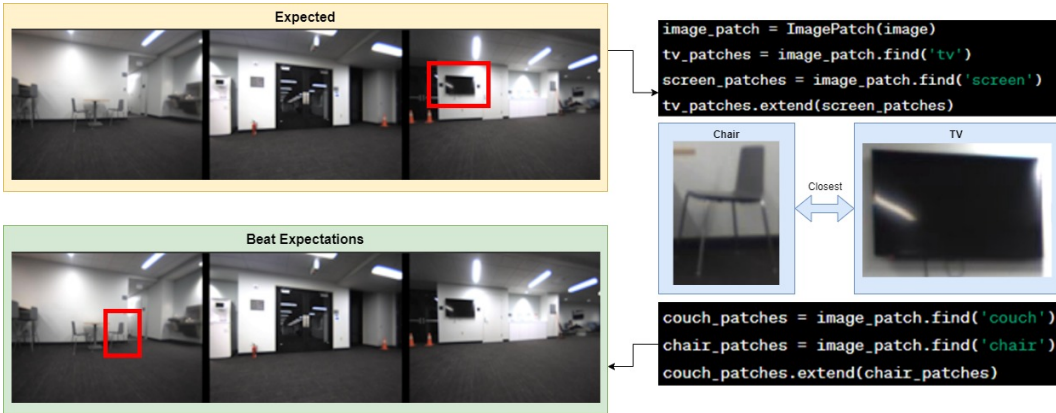 Expected
image_patch = ImagePatch(image)
tv_patches = image_patch.find('tv')
screen_patches = image_patch.find('screen')
tv_patches.extend(screen_patches)
Chair
TV
Closest
Beat Expectations
couch_patches = image_patch.find('couch')
chair_patches = image_patch.find('chair')
couch_patches.extend(chair_patches)